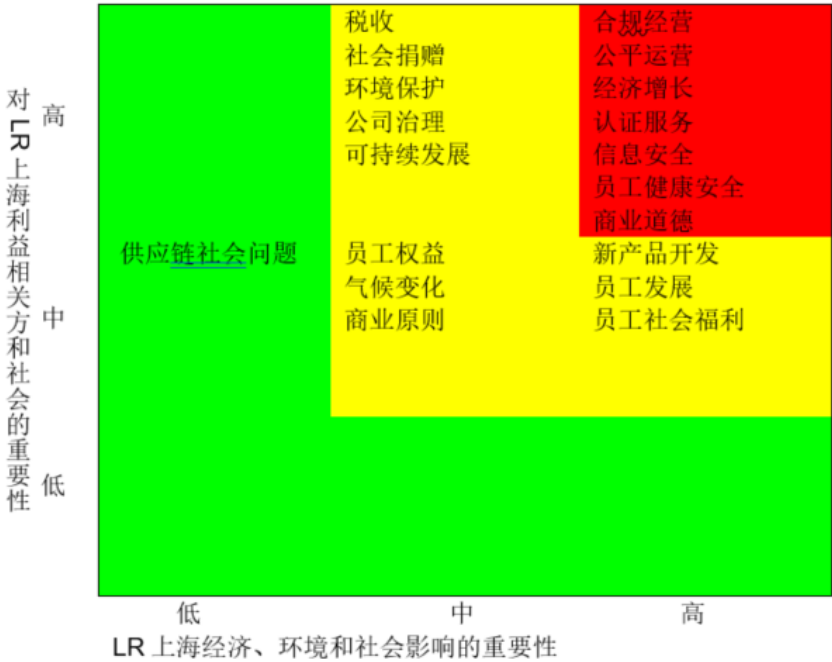 对LR上海利益相关方和社会的重要性
高
税收
合规经营
社会捐赠
公平运营
环境保护
经济增长
公司治理
认证服务
可持续发展
信息安全
员工健康安全
商业道德
中
供应链社会问题
员工权益
新产品开发
气候变化
员工发展
商业原则
员工社会福利
低
低
中
高
LR 上海经济、环境和社会影响的重要性